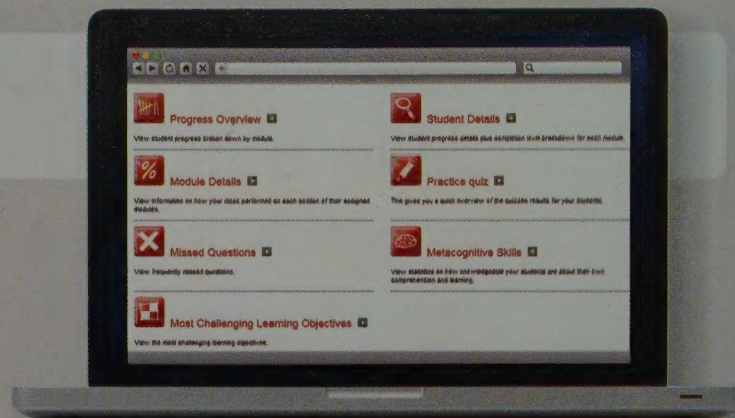 Progress Overview
View student progress broken down by module.
Student Details
View student progress details plus completion level breakdown for each module.
%
Module Details
View information on how your class performed on each section of their assigned
modules.
Practice quiz
This gives you a quick overview of the quizzes results for your students.
Missed Questions
View frequently missed questions.
Metacognitive Skills
View statistics on how knowledgeable your students are about their own
comprehension and learning.
Most Challenging Learning Objectives
View the most challenging learning objectives.